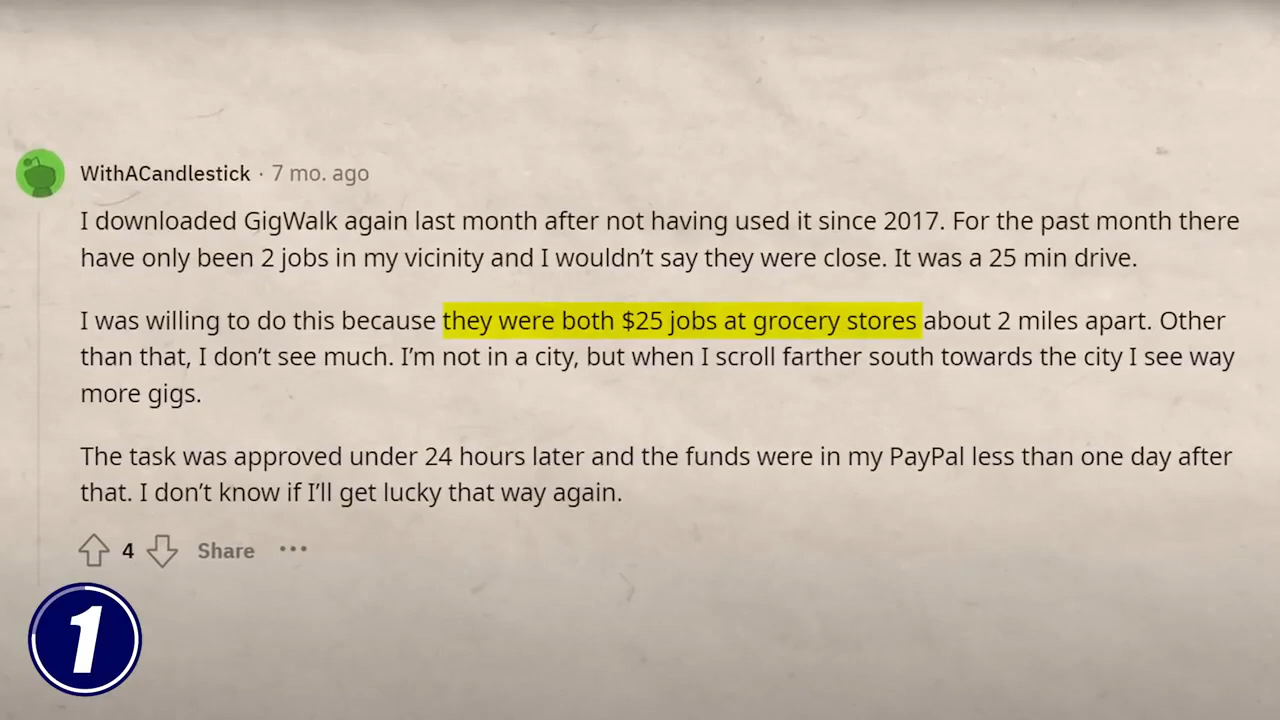 WithACandlestick · 7 mo. ago
I downloaded GigWalk again last month after not having used it since 2017. For the past month there
have only been 2 jobs in my vicinity and I wouldn’t say they were close. It was a 25 min drive.
I was willing to do this because they were both $25 jobs at grocery stores about 2 miles apart. Other
than that, I don’t see much. I’m not in a city, but when I scroll farther south towards the city I see way
more gigs.
The task was approved under 24 hours later and the funds were in my PayPal less than one day after
that. I don’t know if I’ll get lucky that way again.
4 Share ···
1